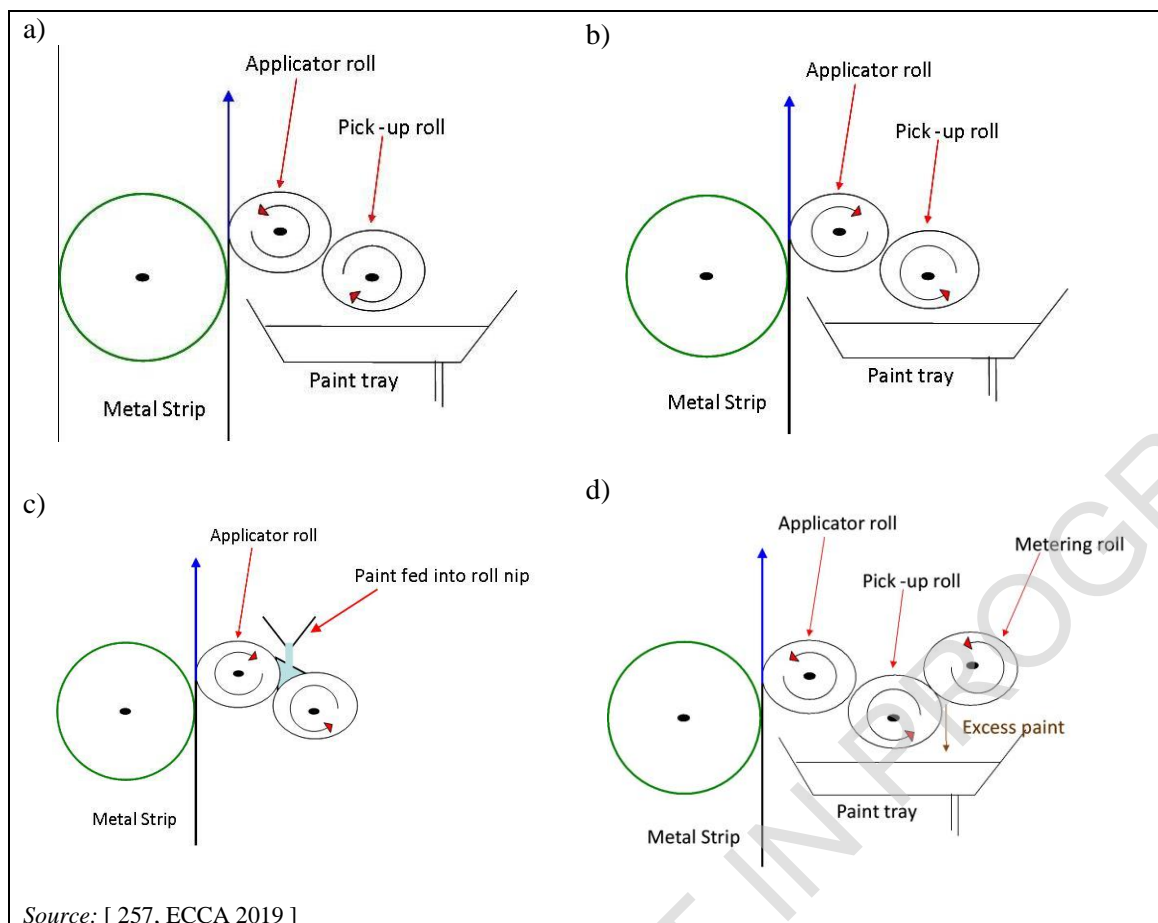 a)
Applicator roll
Pick-up roll
Paint tray
Metal Strip
b)
Applicator roll
Pick-up roll
Paint tray
Metal Strip
c)
Applicator roll
Paint fed into roll nip
Metal Strip
d)
Applicator roll
Metering roll
Pick-up roll
Excess paint
Paint tray
Metal Strip
Source: [ 257, ECCA 2019 ]
IN